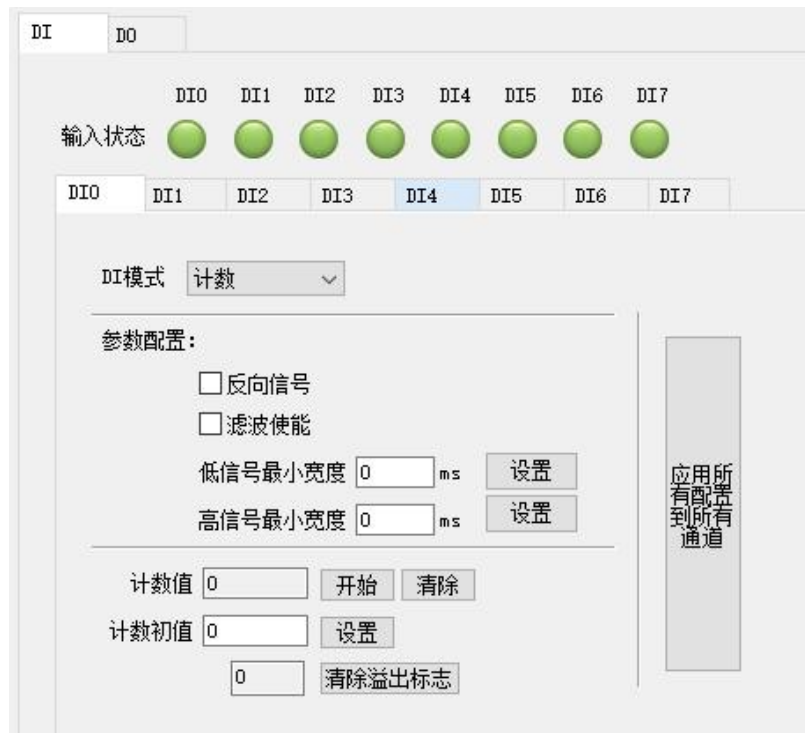 DI DO
DI0 DI1 DI2 DI3 DI4 DI5 DI6 DI7
输入状态
DI0 DI1 DI2 DI3 DI4 DI5 DI6 DI7
DI模式 计数
参数配置:
反向信号
滤波使能
低信号最小宽度 0 ms 设置
高信号最小宽度 0 ms 设置
应用所
有配置
到所有
通道
计数值 0 开始 清除
计数初值 0 设置
0 清除溢出标志